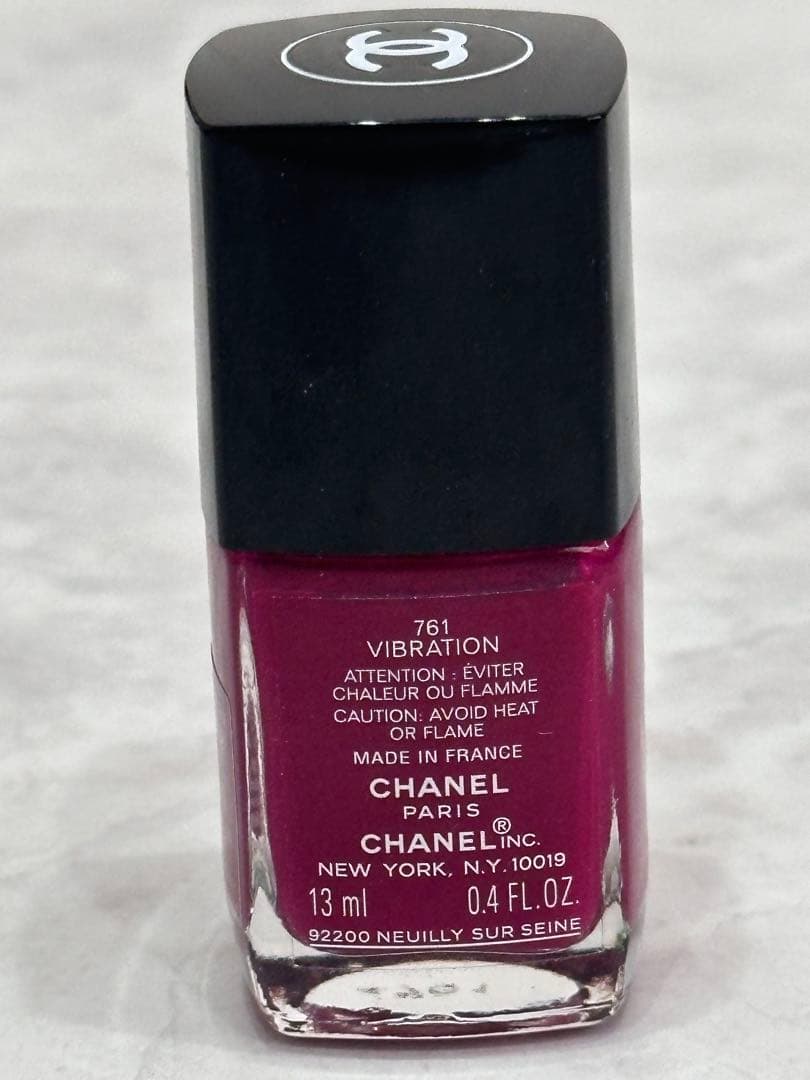 761
VIBRATION
ATTENTION : ÉVITER
CHALEUR OU FLAMME
CAUTION: AVOID HEAT
OR FLAME
MADE IN FRANCE
CHANEL
PARIS
CHANEL® INC.
NEW YORK, N.Y. 10019
13 ml 0.4 FL.OZ.
92200 NEUILLY SUR SEINE